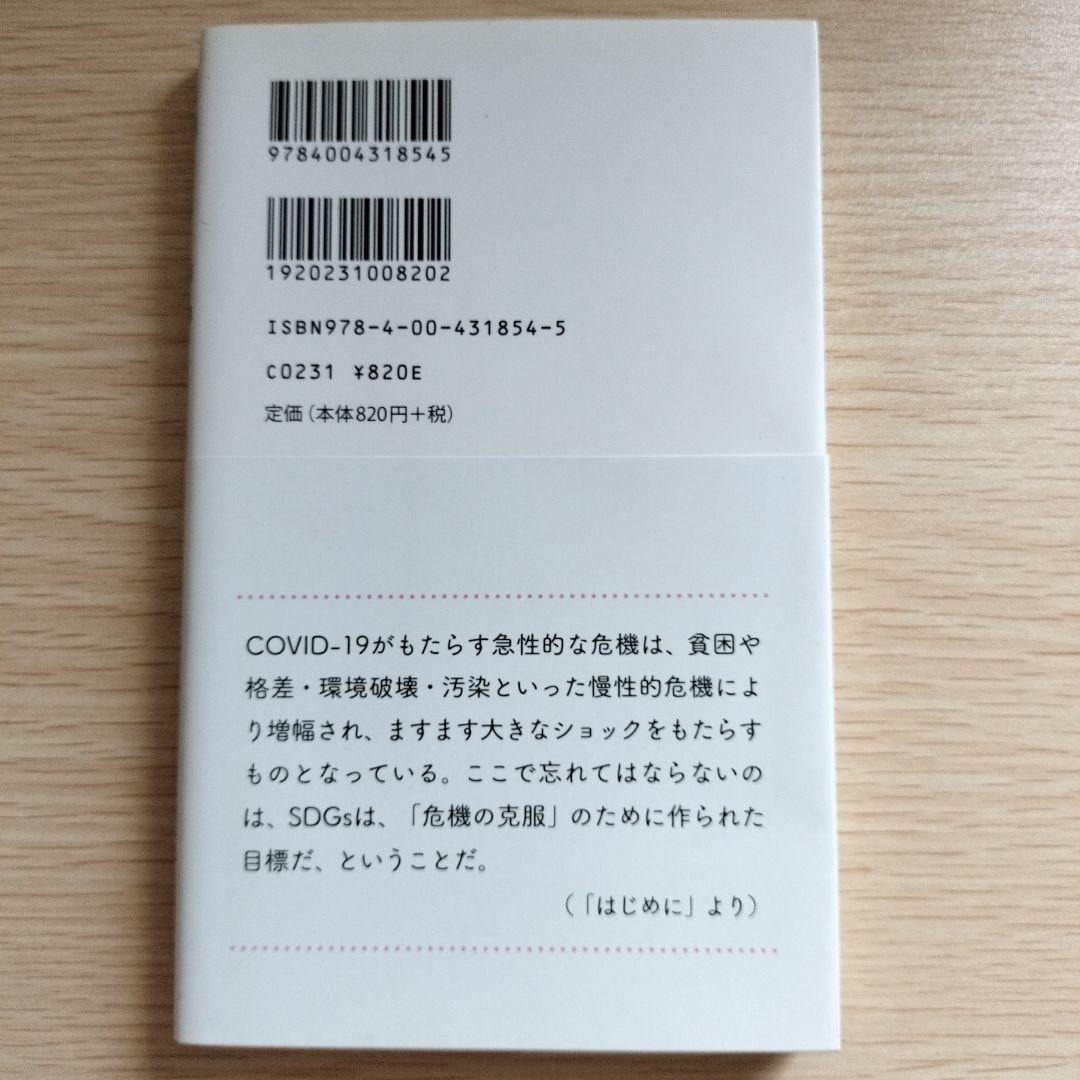 9784004318545
1920231008202
ISBN978-4-00-431854-5
C0231 ¥820E
定価(本体820円+税)
COVID-19がもたらす急性的な危機は、貧困や
格差・環境破壊・汚染といった慢性的危機によ
り増幅され、ますます大きなショックをもたらす
ものとなっている。ここで忘れてはならないの
は、SDGsは、「危機の克服」のために作られた
目標だ、ということだ。
(「はじめに」より)